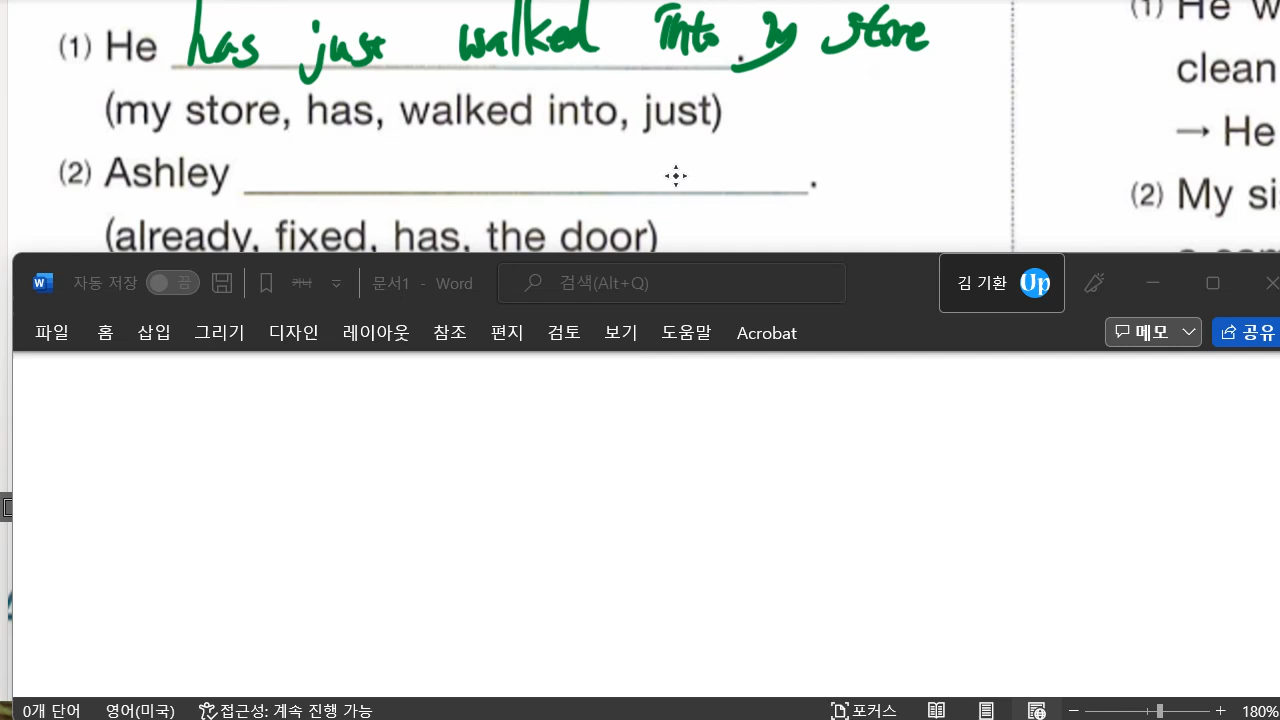 (1) He has just walked into my store.
(my store, has, walked into, just)
(2) Ashley .
(already, fixed, has, the door)
(1) He w
clean
→ He
(2) My si
자동 저장 끔 문서1 - Word 검색(Alt+Q) 김 기환 Up
파일 홈 삽입 그리기 디자인 레이아웃 참조 편지 검토 보기 도움말 Acrobat 메모 공유
0개 단어 영어(미국) 접근성: 계속 진행 가능 포커스 180%